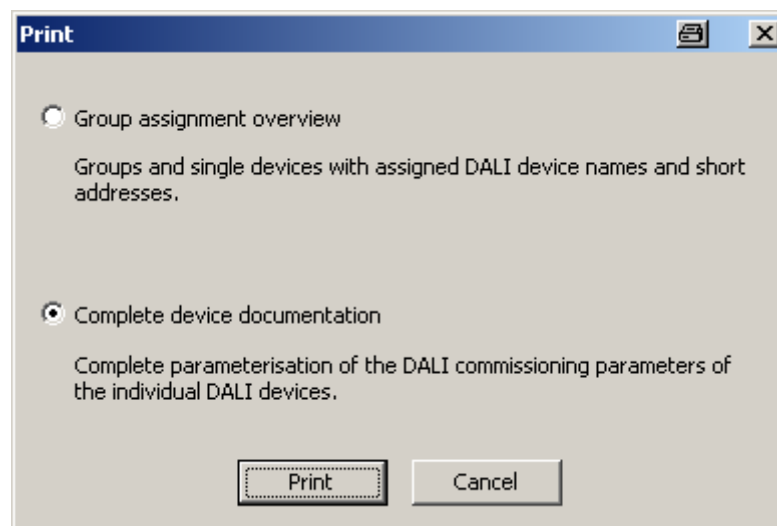 Print
Group assignment overview
Groups and single devices with assigned DALI device names and short
addresses.
Complete device documentation
Complete parameterisation of the DALI commissioning parameters of
the individual DALI devices.
Print
Cancel